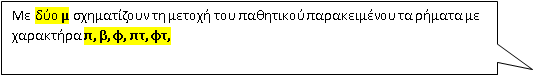 Με δύο μ σχηματίζουν τη μετοχή του παθητικού παρακειμένου τα ρήματα με
χαρακτήρα π, β, φ, πτ, φτ,